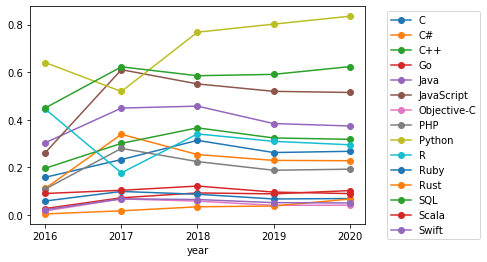 0.8
0.6
0.4
0.2
0.0
2016 2017 2018 2019 2020
year
C
C#
C++
Go
Java
JavaScript
Objective-C
PHP
Python
R
Ruby
Rust
SQL
Scala
Swift